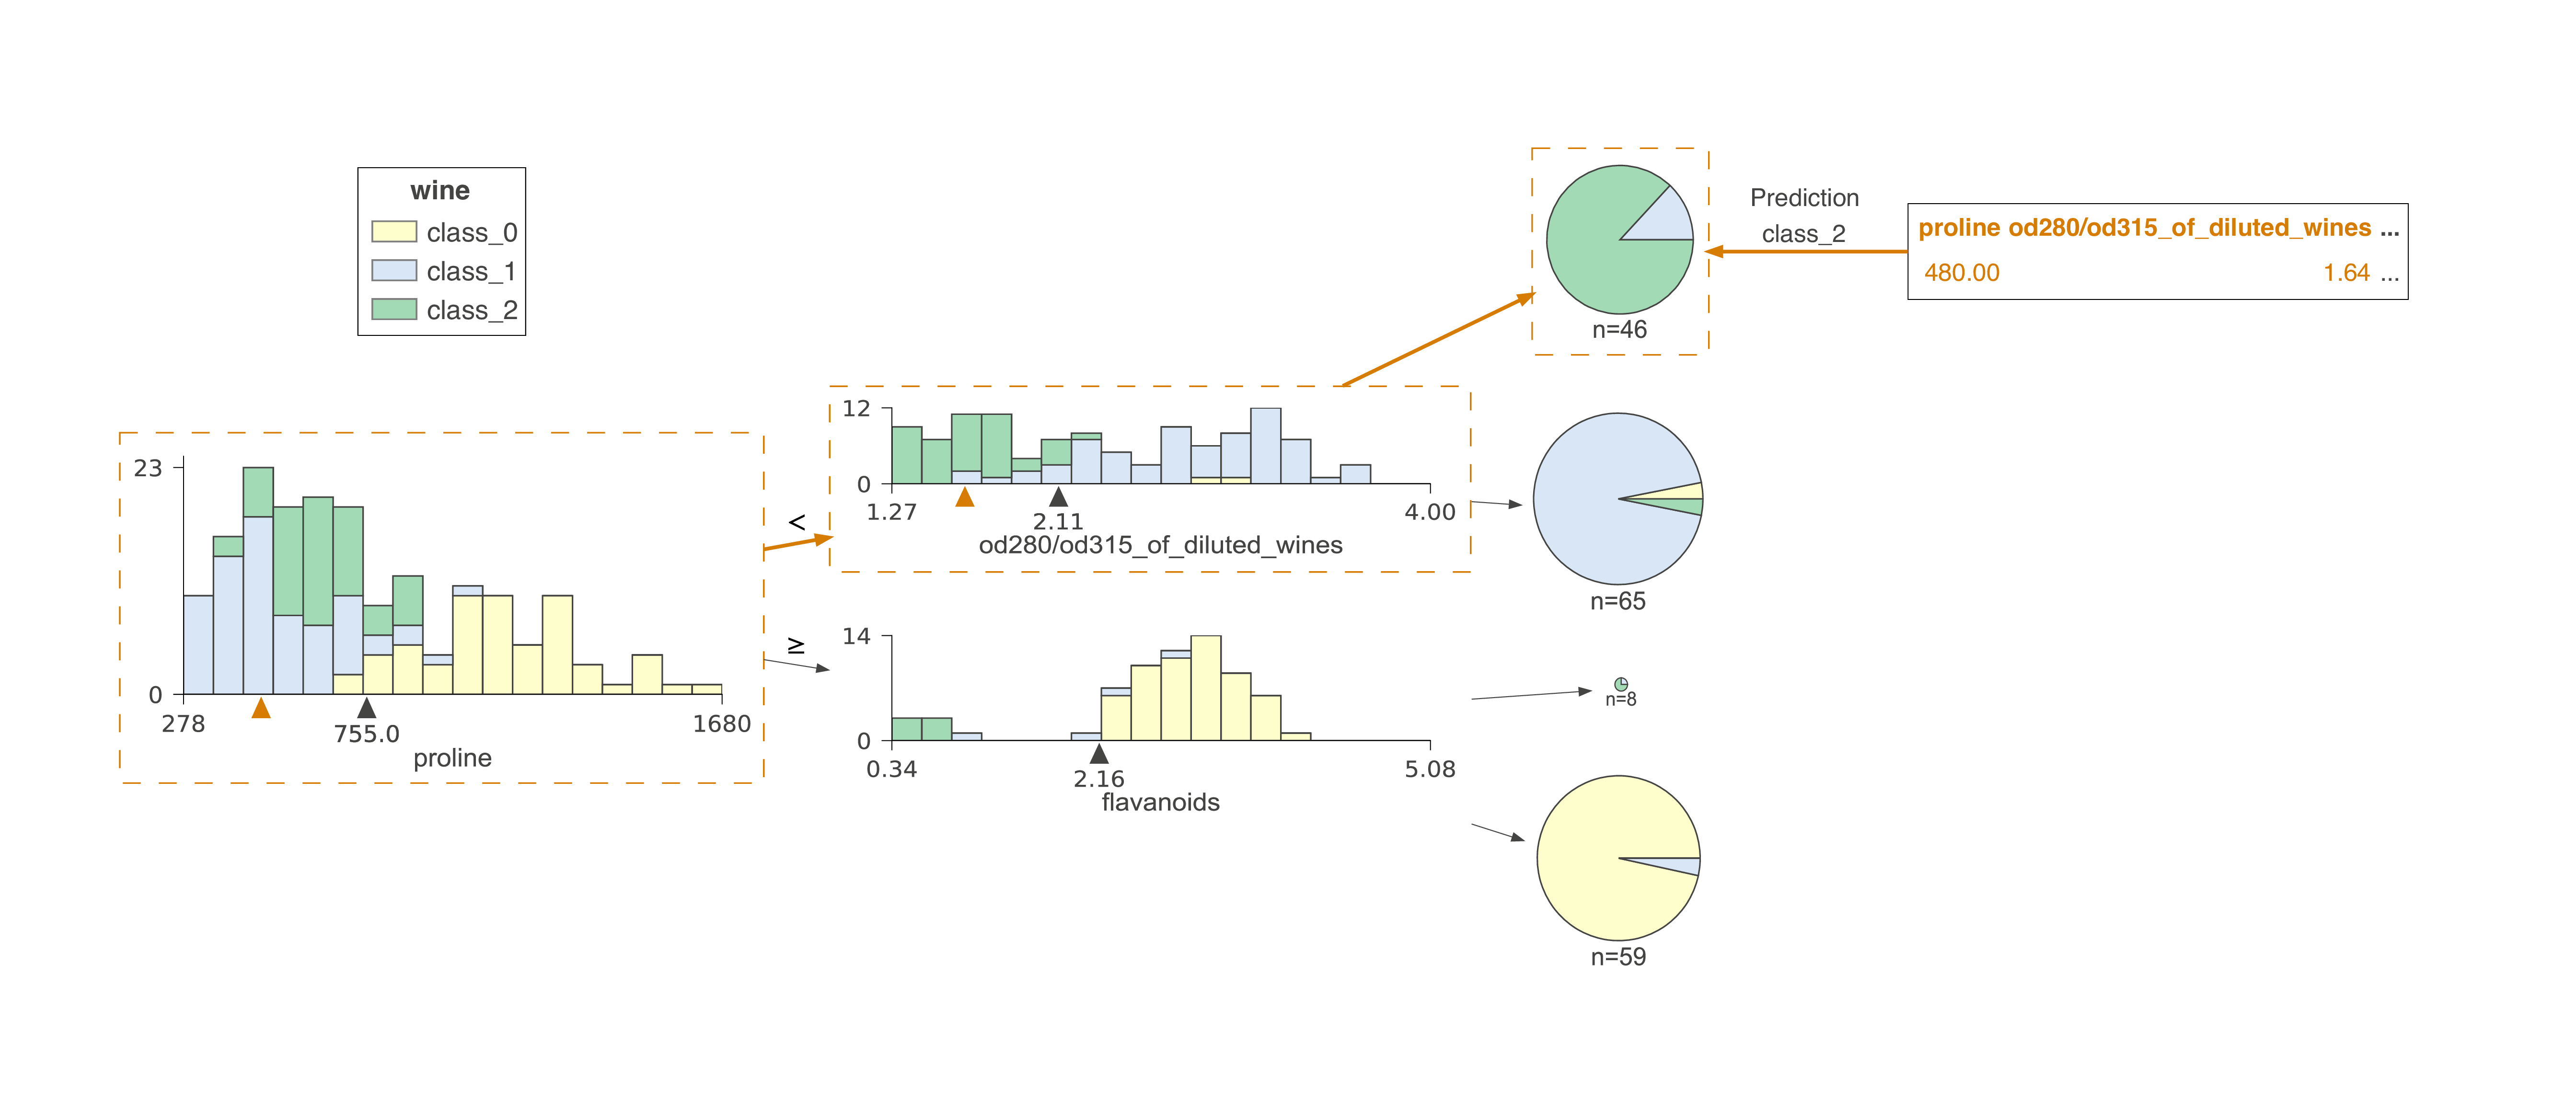 wine
class_0
class_1
class_2
Prediction
class_2
proline od280/od315_of_diluted_wines ...
480.00 1.64 ...
n=46
12
0
1.27
2.11
4.00
od280/od315_of_diluted_wines
<
n=65
23
0
278
755.0
1680
proline
≥
14
0
0.34
2.16
5.08
flavanoids
n=8
n=59